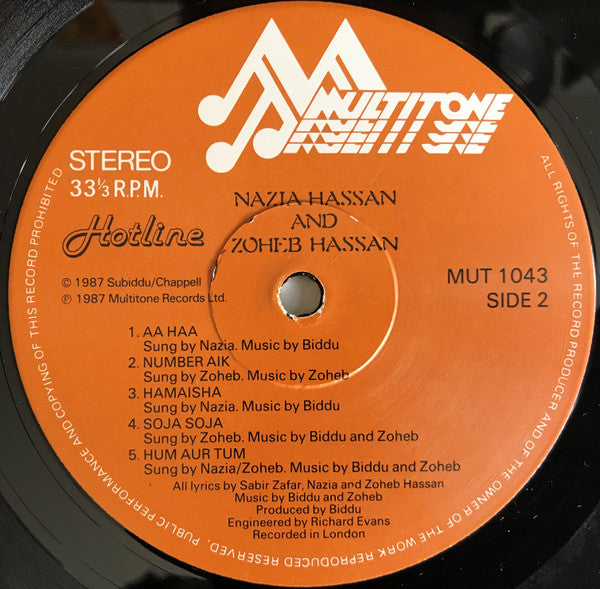 MULTITONE
STEREO
33⅓ R.P.M.
NAZIA HASSAN
AND
ZOHEB HASSAN
Hotline
MUT 1043
SIDE 2
© 1987 Subiddu/Chappell
℗ 1987 Multitone Records Ltd.
1. AA HAA
Sung by Nazia. Music by Biddu
2. NUMBER AIK
Sung by Zoheb. Music by Zoheb
3. HAMAISHA
Sung by Nazia. Music by Biddu
4. SOJA SOJA
Sung by Zoheb. Music by Biddu and Zoheb
5. HUM AUR TUM
Sung by Nazia/Zoheb. Music by Biddu and Zoheb
All lyrics by Sabir Zafar, Nazia and Zoheb Hassan
Music by Biddu and Zoheb
Produced by Biddu
Engineered by Richard Evans
Recorded in London
ALL RIGHTS OF THE RECORD PRODUCER AND OF THE OWNER OF THE WORK REPRODUCED RESERVED. PUBLIC PERFORMANCE AND COPYING OF THIS RECORD PROHIBITED